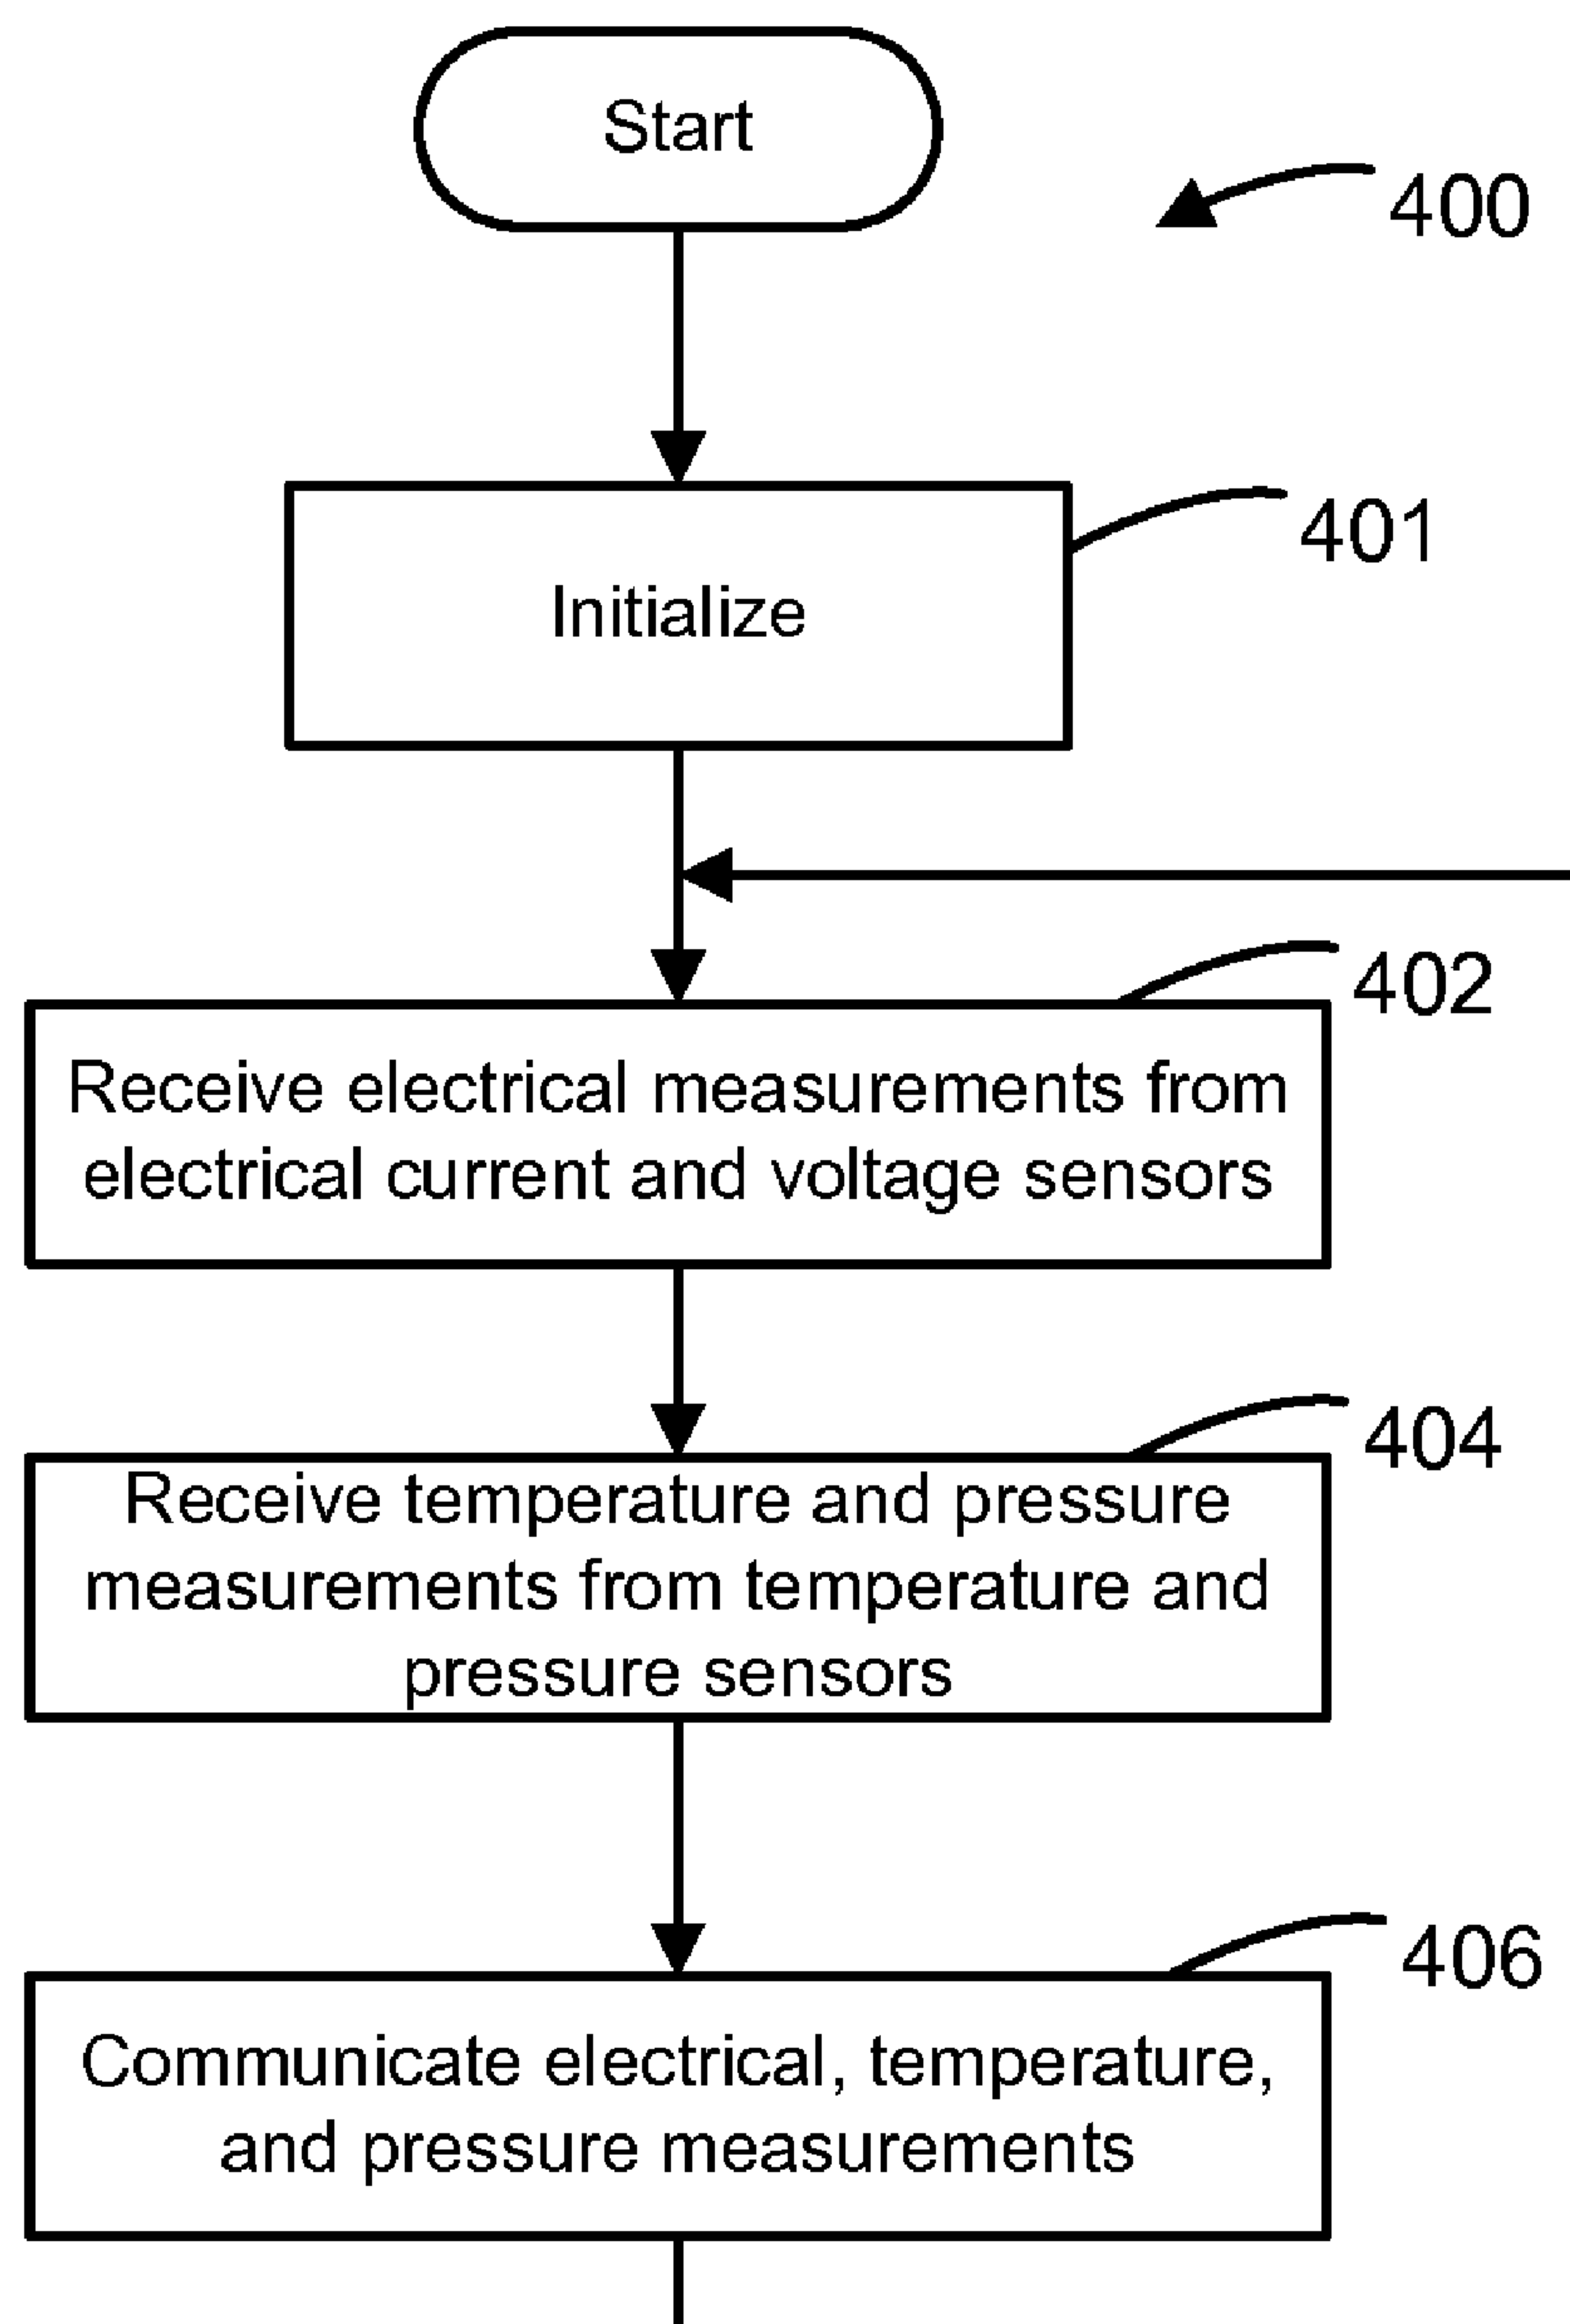 Start
400
401
Initialize
402
Receive electrical measurements from
electrical current and voltage sensors
404
Receive temperature and pressure
measurements from temperature and
pressure sensors
406
Communicate electrical, temperature,
and pressure measurements